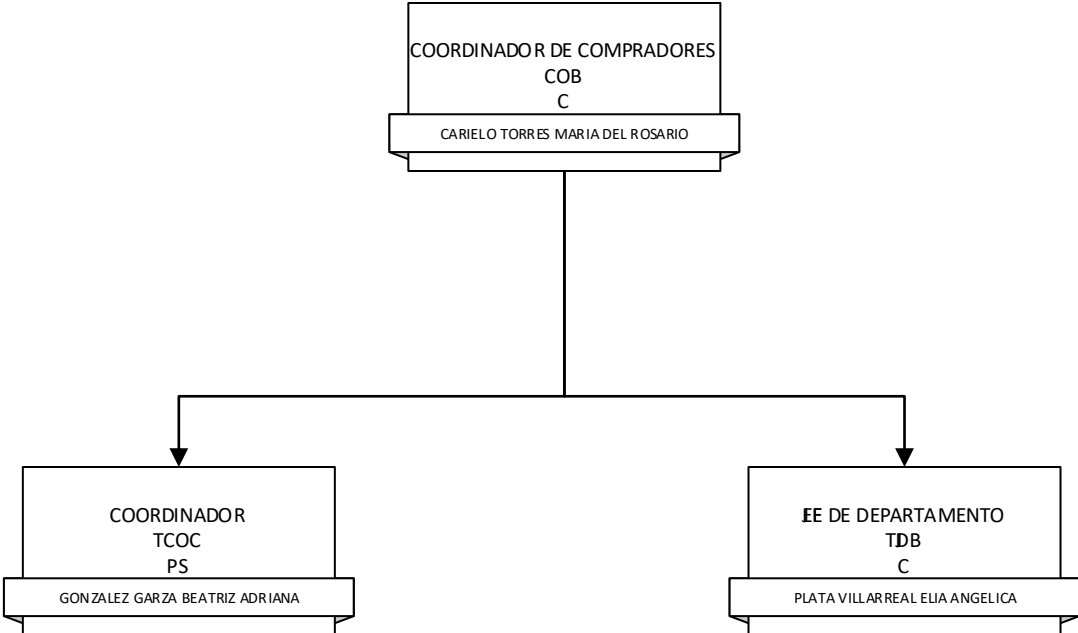 COORDINADOR DE COMPRADORES
COB
C
CARIELO TORRES MARIA DEL ROSARIO
COORDINADOR
TCOC
PS
GONZALEZ GARZA BEATRIZ ADRIANA
DE DEPARTAMENTO
C
PLATA VILLARREAL ELIA ANGELICA